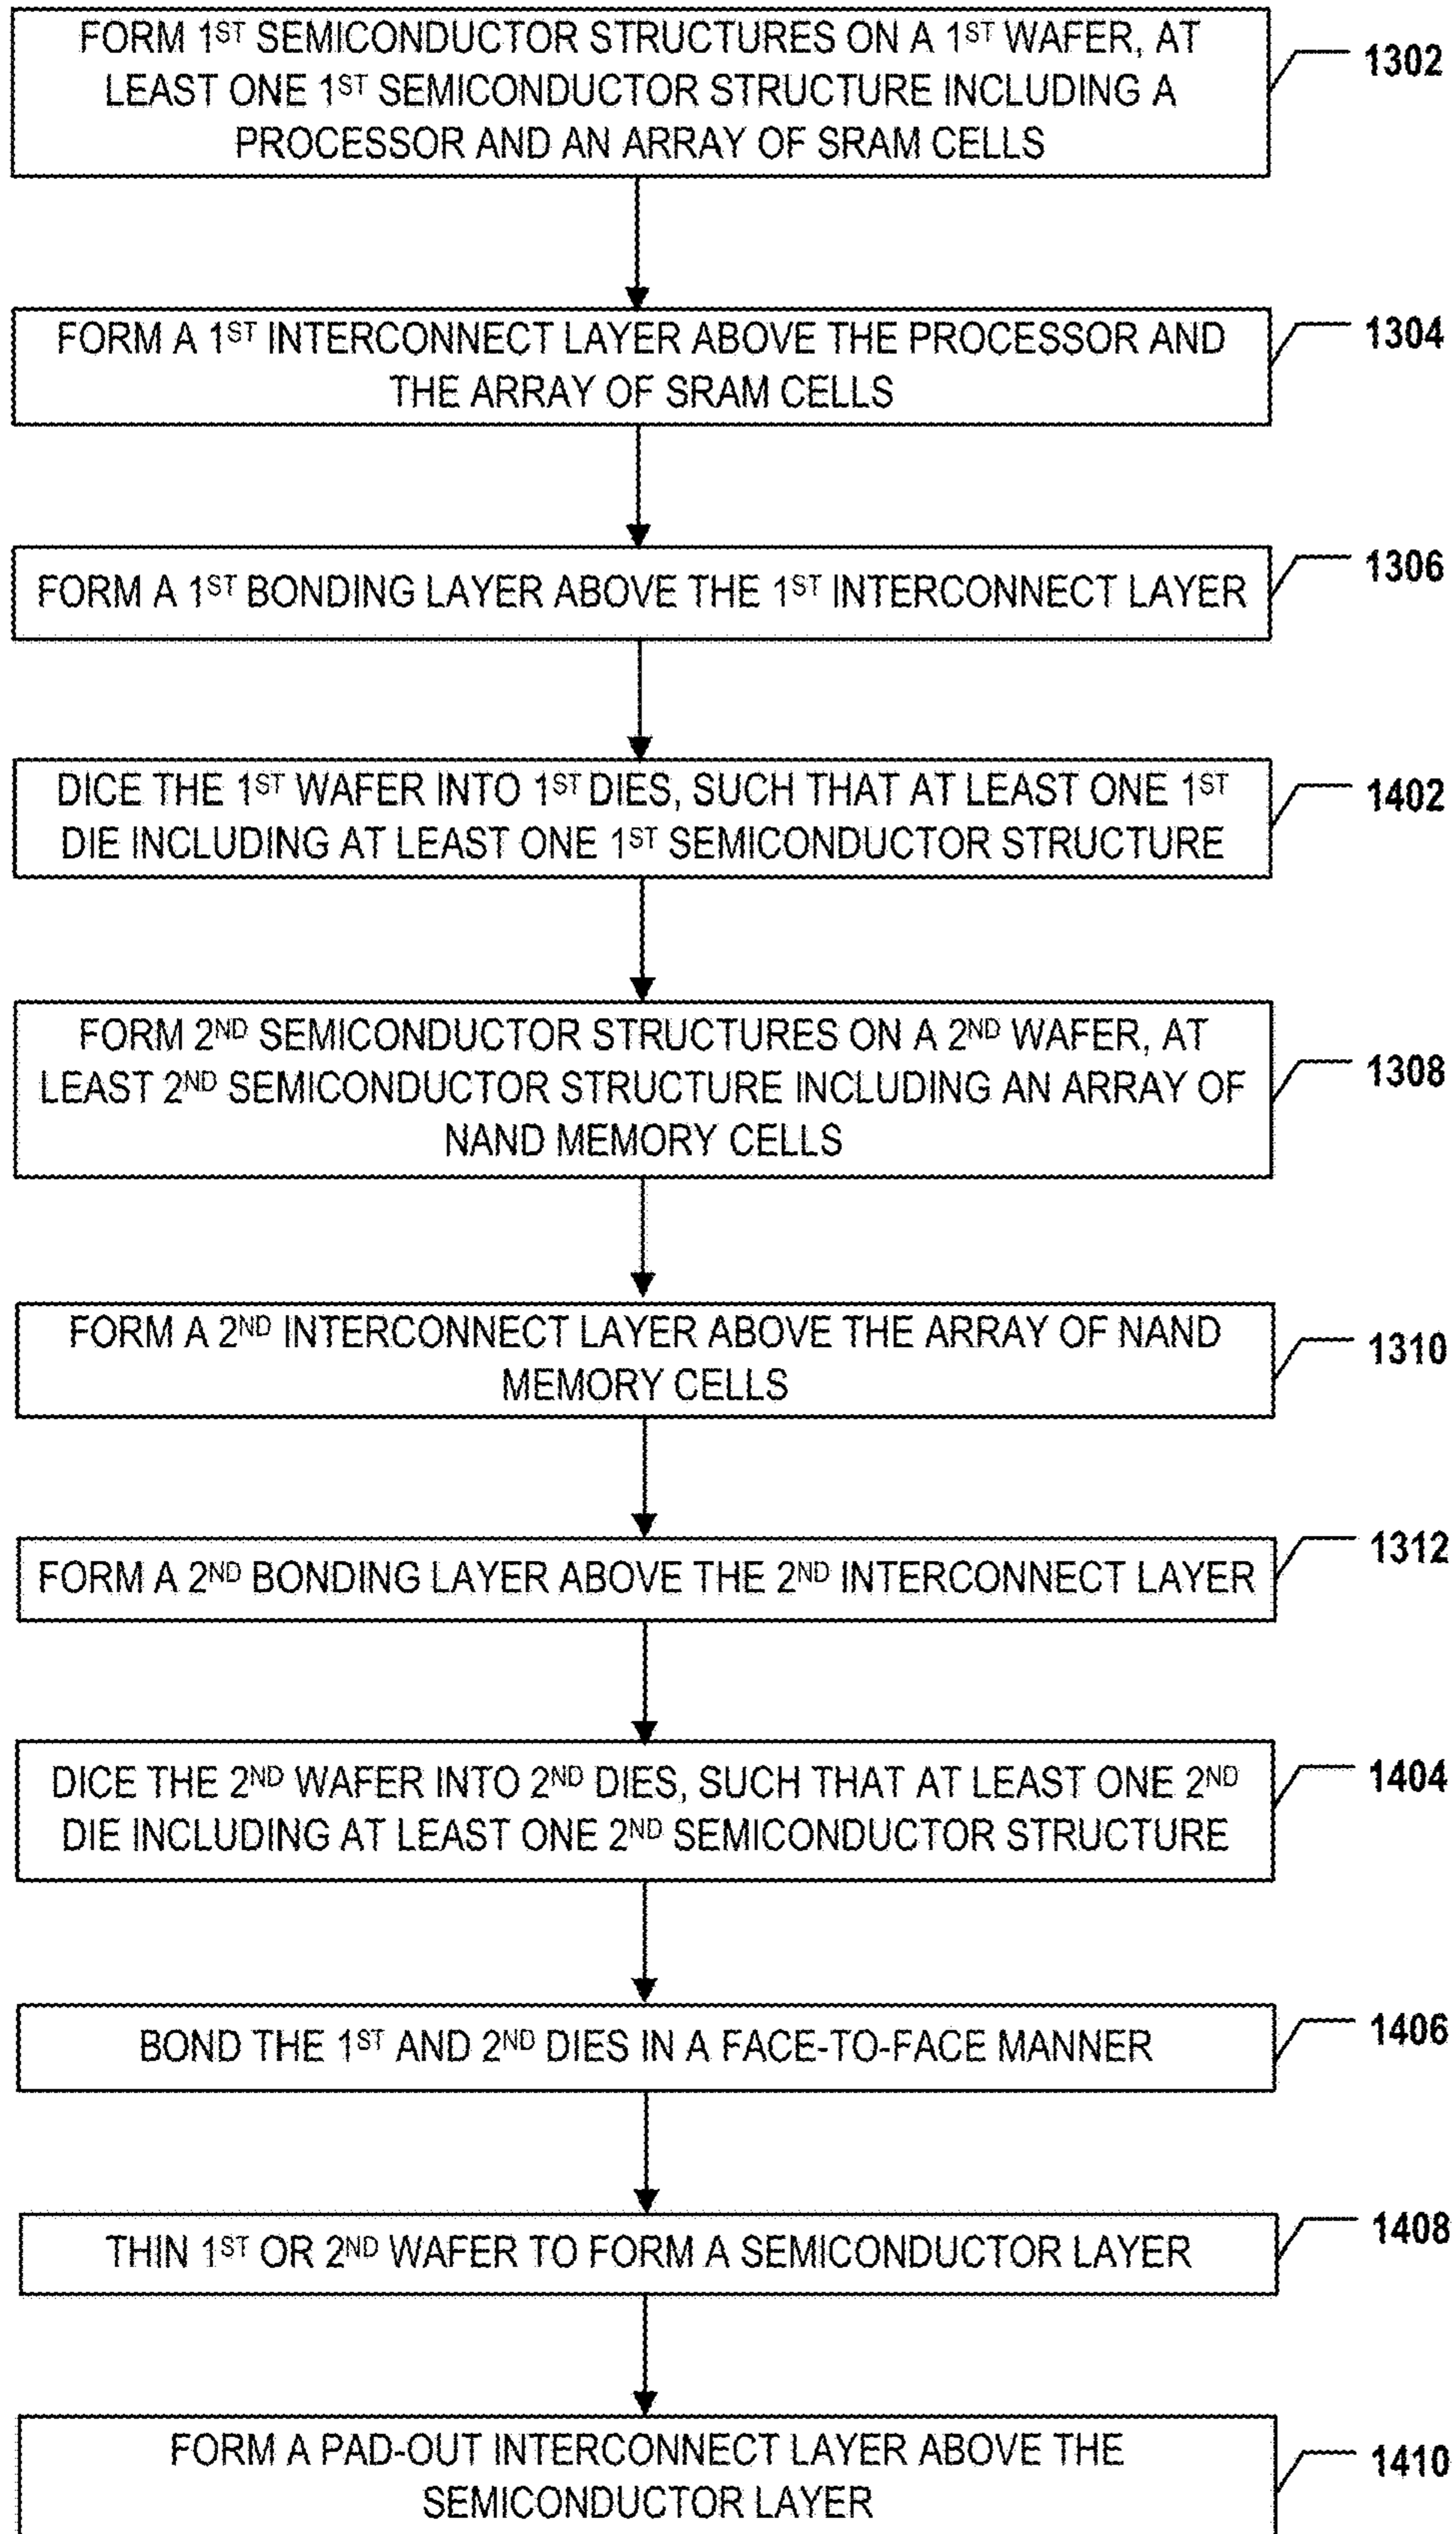 FORM 1ST SEMICONDUCTOR STRUCTURES ON A 1ST WAFER, AT
LEAST ONE 1ST SEMICONDUCTOR STRUCTURE INCLUDING A
PROCESSOR AND AN ARRAY OF SRAM CELLS
1302
FORM A 1ST INTERCONNECT LAYER ABOVE THE PROCESSOR AND
THE ARRAY OF SRAM CELLS
1304
FORM A 1ST BONDING LAYER ABOVE THE 1ST INTERCONNECT LAYER
1306
DICE THE 1ST WAFER INTO 1ST DIES, SUCH THAT AT LEAST ONE 1ST
DIE INCLUDING AT LEAST ONE 1ST SEMICONDUCTOR STRUCTURE
1402
FORM 2ND SEMICONDUCTOR STRUCTURES ON A 2ND WAFER, AT
LEAST 2ND SEMICONDUCTOR STRUCTURE INCLUDING AN ARRAY OF
NAND MEMORY CELLS
1308
FORM A 2ND INTERCONNECT LAYER ABOVE THE ARRAY OF NAND
MEMORY CELLS
1310
FORM A 2ND BONDING LAYER ABOVE THE 2ND INTERCONNECT LAYER
1312
DICE THE 2ND WAFER INTO 2ND DIES, SUCH THAT AT LEAST ONE 2ND
DIE INCLUDING AT LEAST ONE 2ND SEMICONDUCTOR STRUCTURE
1404
BOND THE 1ST AND 2ND DIES IN A FACE-TO-FACE MANNER
1406
THIN 1ST OR 2ND WAFER TO FORM A SEMICONDUCTOR LAYER
1408
FORM A PAD-OUT INTERCONNECT LAYER ABOVE THE
SEMICONDUCTOR LAYER
1410